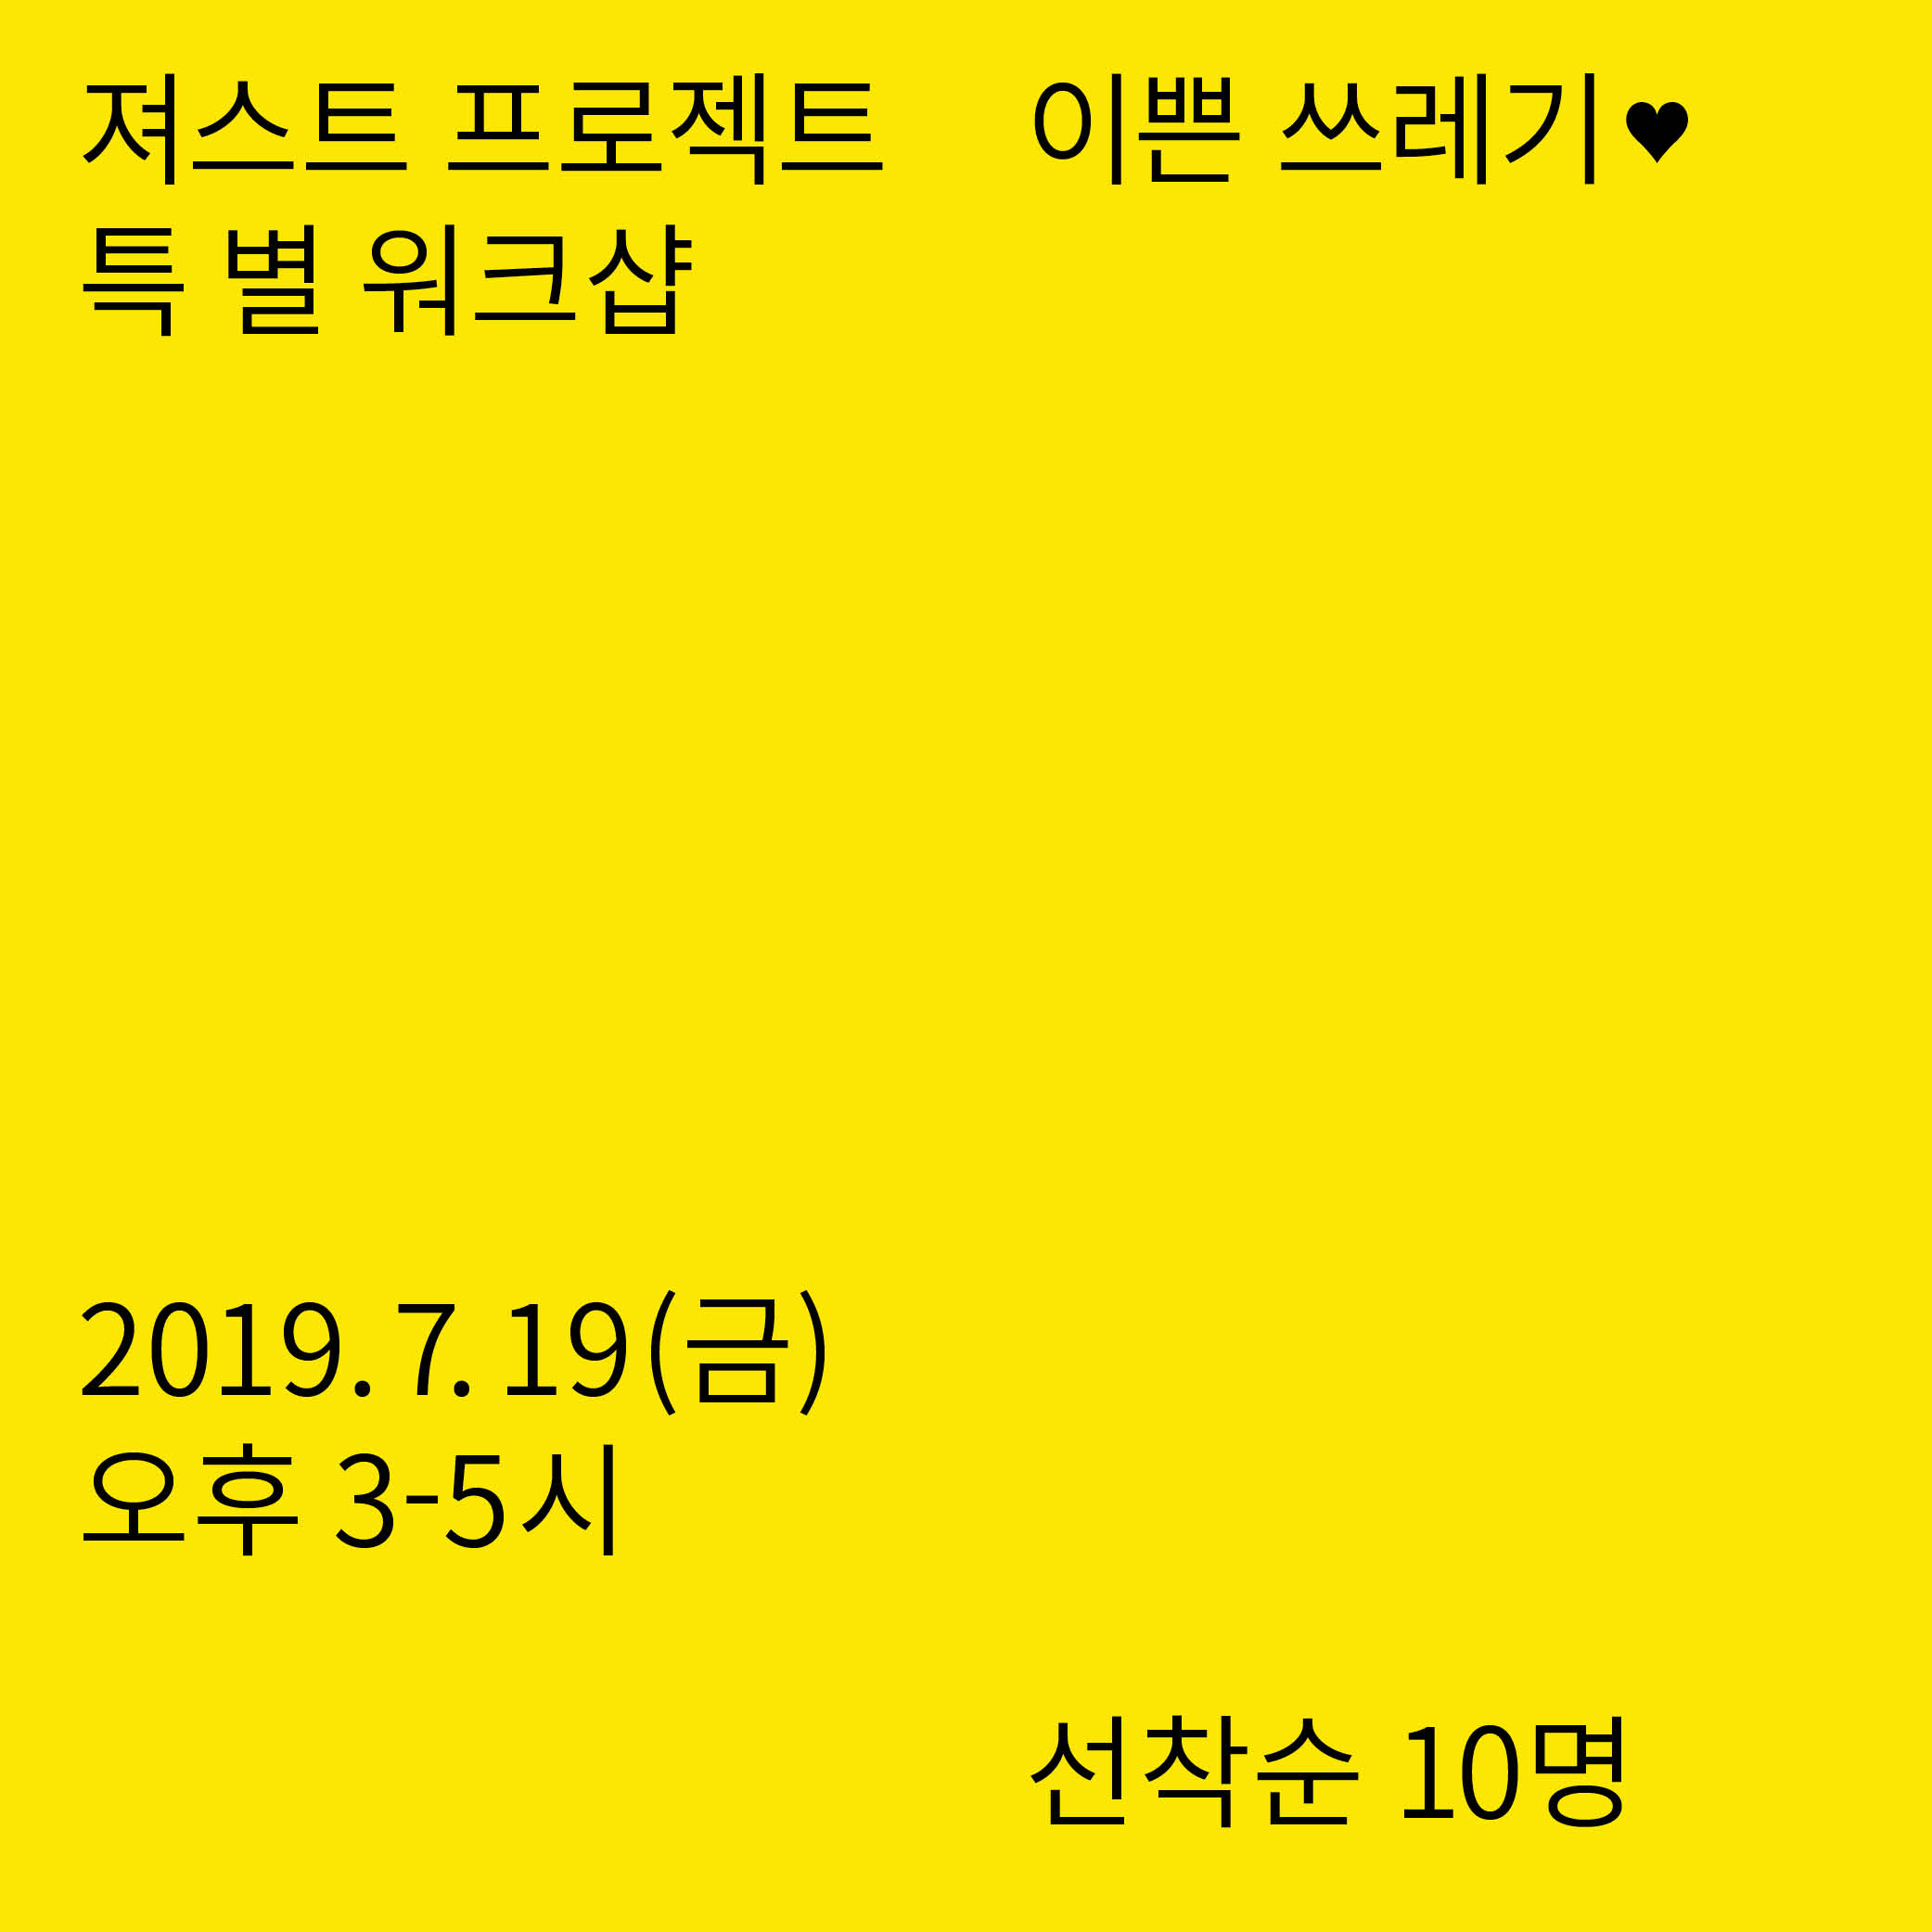 져스트 프로젝트
특 별 워크샵
이쁜 쓰레기♥
2019. 7. 19 (금)
오후 3-5시
선착순 10명